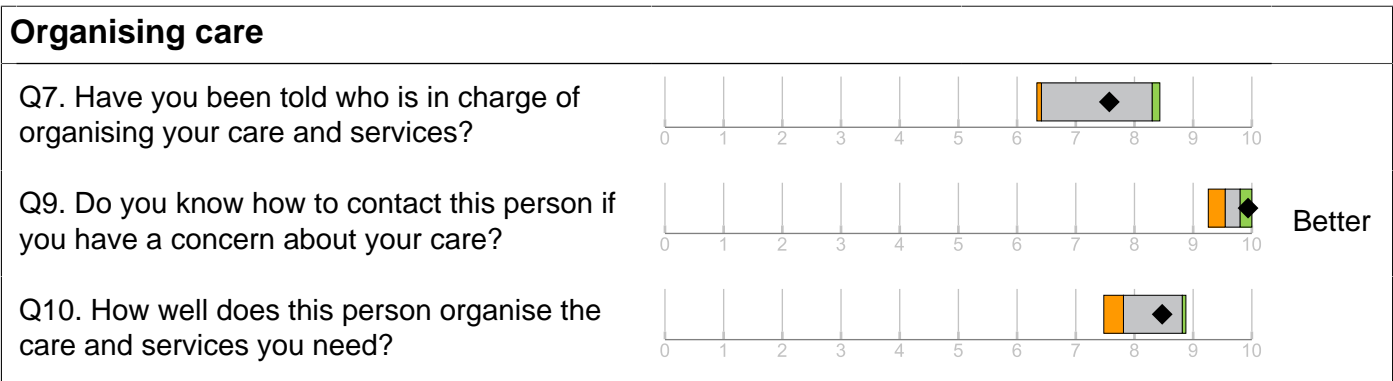 Organising care
Q7. Have you been told who is in charge of
organising your care and services?
0 1 2 3 4 5 6 7 8 9 10
Q9. Do you know how to contact this person if
you have a concern about your care?
0 1 2 3 4 5 6 7 8 9 10
Better
Q10. How well does this person organise the
care and services you need?
0 1 2 3 4 5 6 7 8 9 10